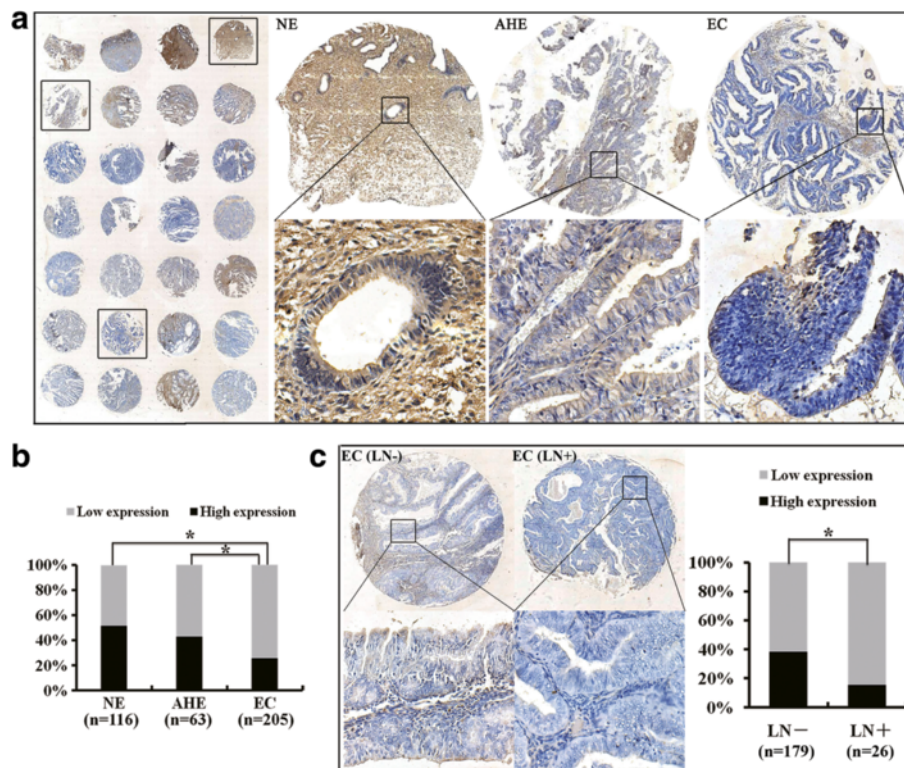 a
NE
AHE
EC
b
Low expression
High expression
*
*
100%
80%
60%
40%
20%
0%
NE
(n=116)
AHE
(n=63)
EC
(n=205)
c
EC (LN-)
EC (LN+)
Low expression
High expression
*
100%
80%
60%
40%
20%
0%
LN－
(n=179)
LN＋
(n=26)